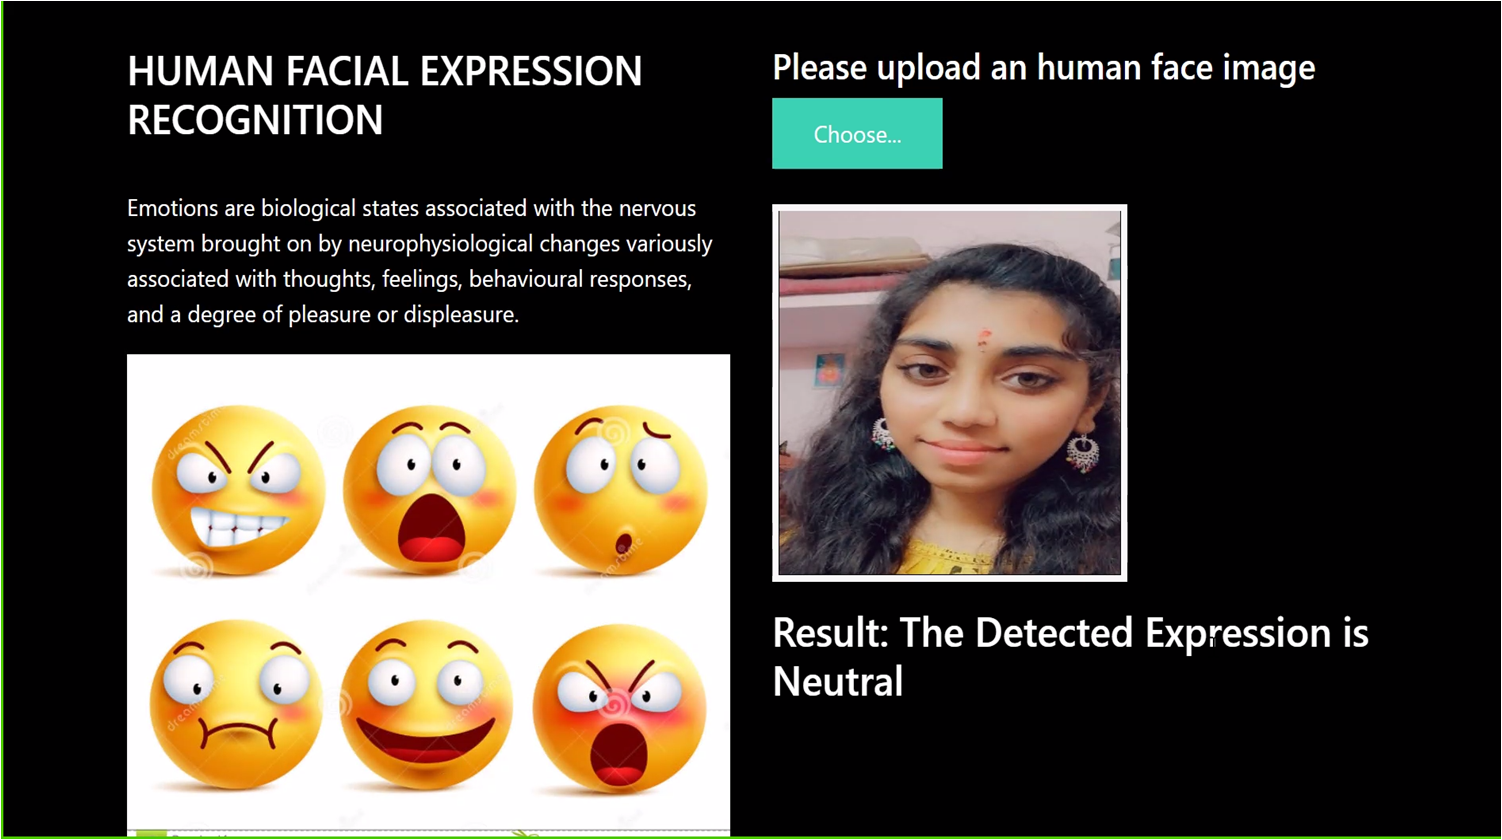 HUMAN FACIAL EXPRESSION
RECOGNITION
Emotions are biological states associated with the nervous
system brought on by neurophysiological changes variously
associated with thoughts, feelings, behavioural responses,
and a degree of pleasure or displeasure.
dreamstime
dreamstime
dreamstime
Please upload an human face image
Choose...
Result: The Detected Expression is
Neutral